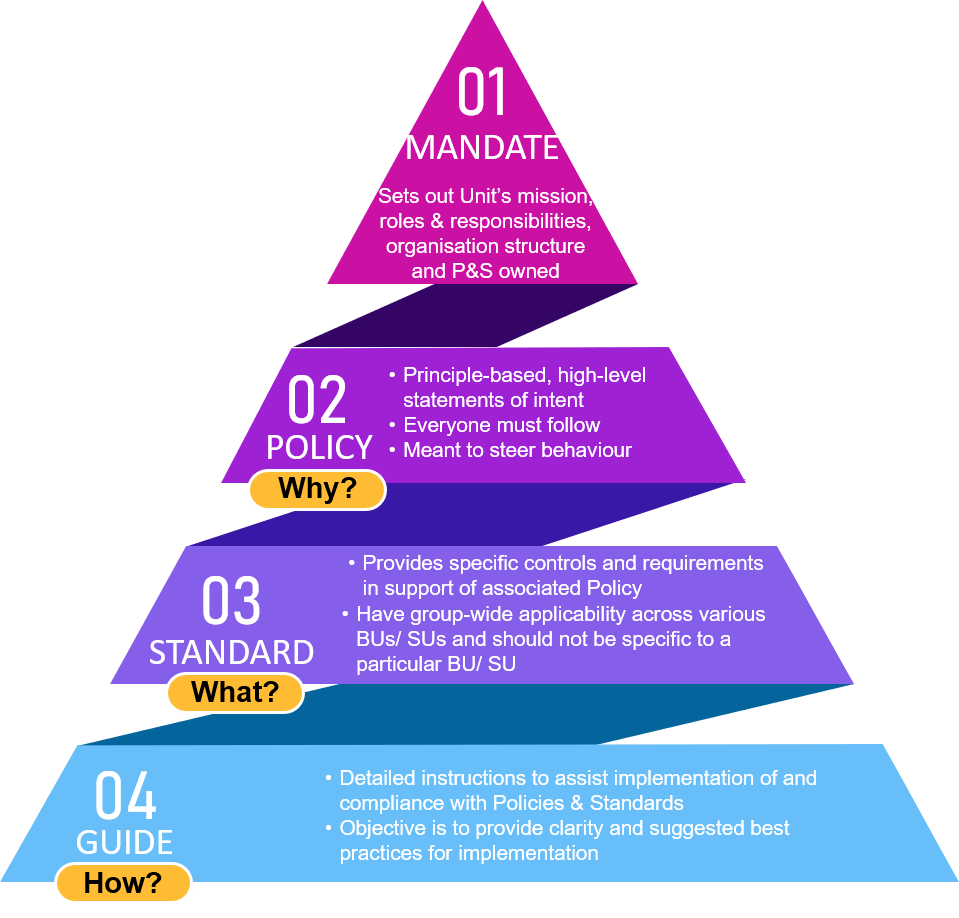 01
MANDATE
Sets out Unit's mission,
roles & responsibilities,
organisation structure
and P&S owned
02
POLICY
Why?
• Principle-based, high-level
statements of intent
• Everyone must follow
• Meant to steer behaviour
03
STANDARD
What?
• Provides specific controls and requirements
in support of associated Policy
• Have group-wide applicability across various
BUs/ SUs and should not be specific to a
particular BU/ SU
04
GUIDE
How?
• Detailed instructions to assist implementation of and
compliance with Policies & Standards
• Objective is to provide clarity and suggested best
practices for implementation